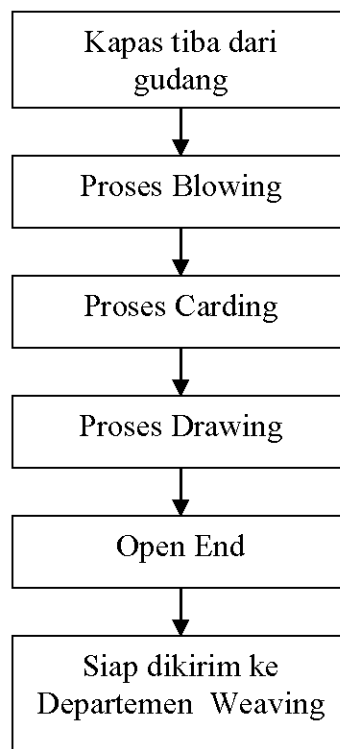 Kapas tiba dari
gudang
Proses Blowing
Proses Carding
Proses Drawing
Open End
Siap dikirim ke
Departemen Weaving